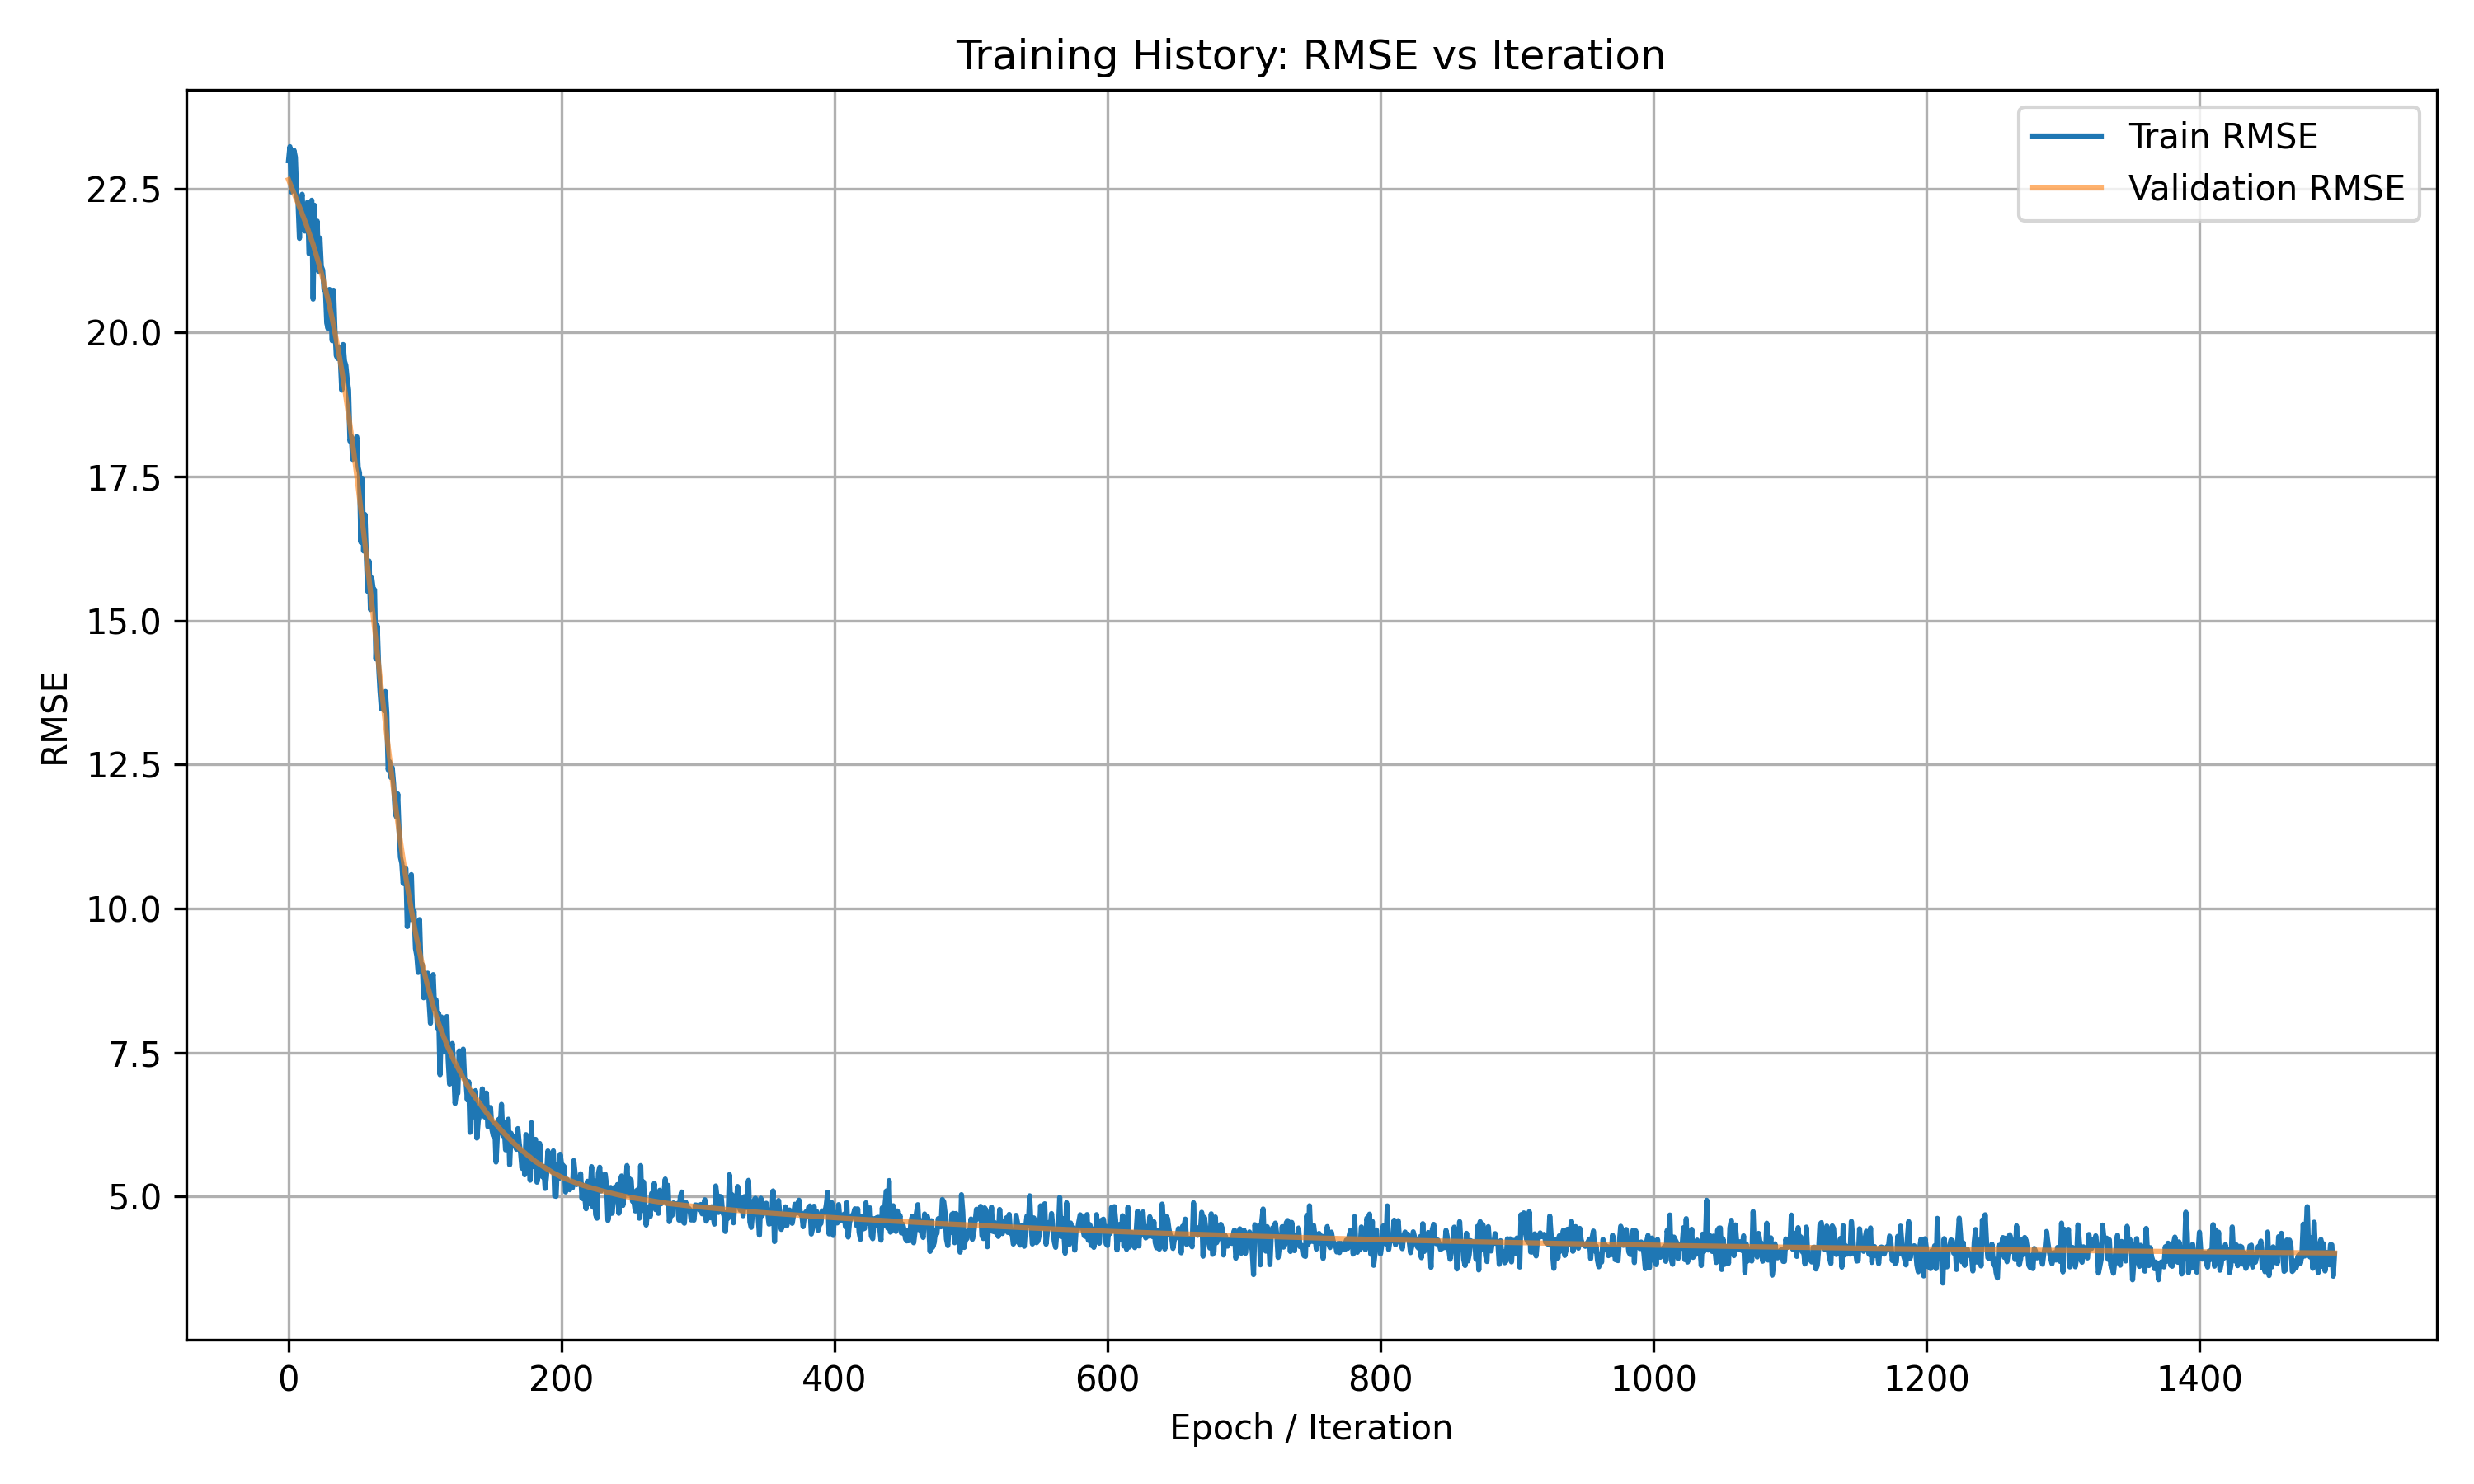 Training History: RMSE vs Iteration
Train RMSE
Validation RMSE
22.5
20.0
17.5
15.0
12.5
10.0
7.5
5.0
RMSE
0 200 400 600 800 1000 1200 1400
Epoch / Iteration